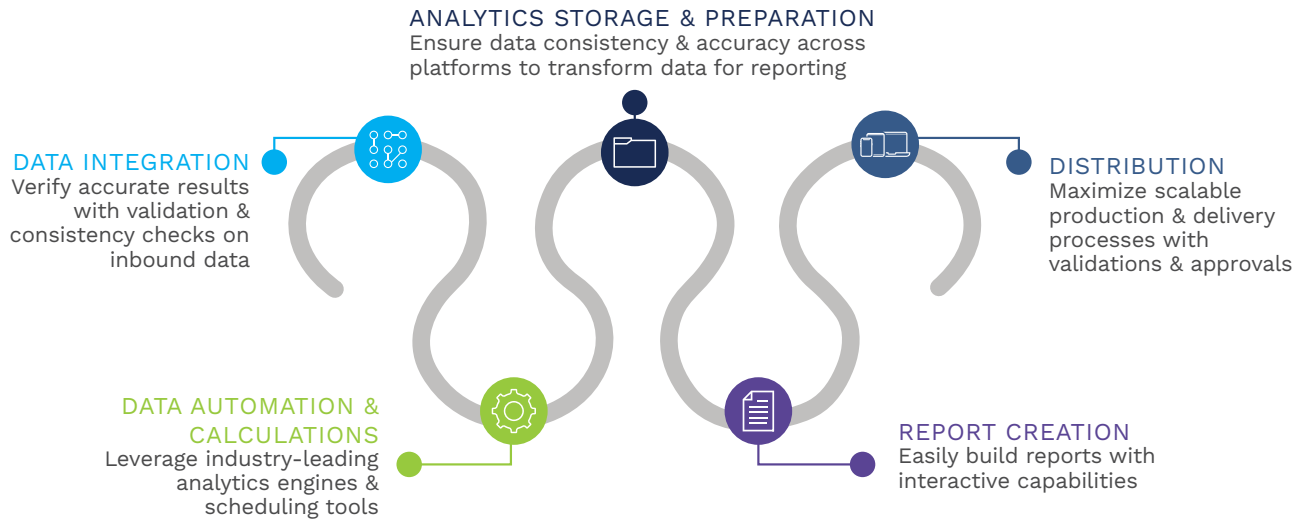 ANALYTICS STORAGE & PREPARATION
Ensure data consistency & accuracy across
platforms to transform data for reporting
DATA INTEGRATION
Verify accurate results
with validation &
consistency checks on
inbound data
DISTRIBUTION
Maximize scalable
production & delivery
processes with
validations & approvals
DATA AUTOMATION &
CALCULATIONS
Leverage industry-leading
analytics engines &
scheduling tools
REPORT CREATION
Easily build reports with
interactive capabilities